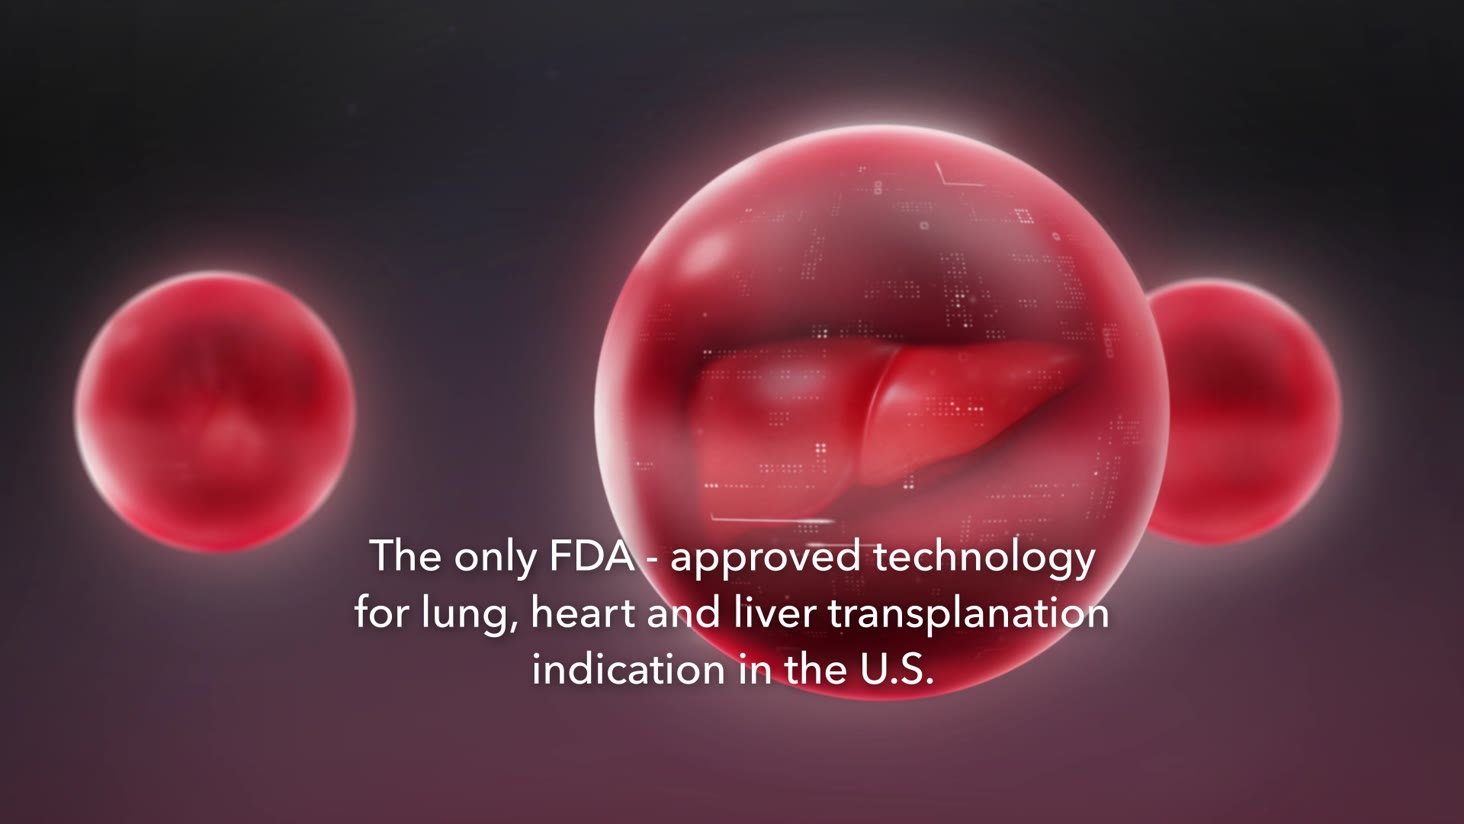 The only FDA - approved technology
for lung, heart and liver transplanation
indication in the U.S.